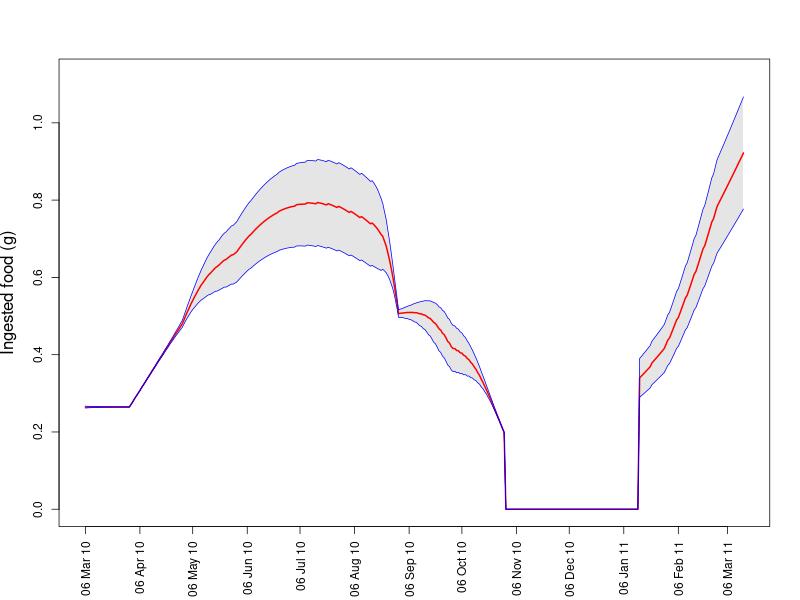 Ingested food (g)
1.0
0.8
0.6
0.4
0.2
0.0
06 Mar 10
06 Apr 10
06 May 10
06 Jun 10
06 Jul 10
06 Aug 10
06 Sep 10
06 Oct 10
06 Nov 10
06 Dec 10
06 Jan 11
06 Feb 11
06 Mar 11